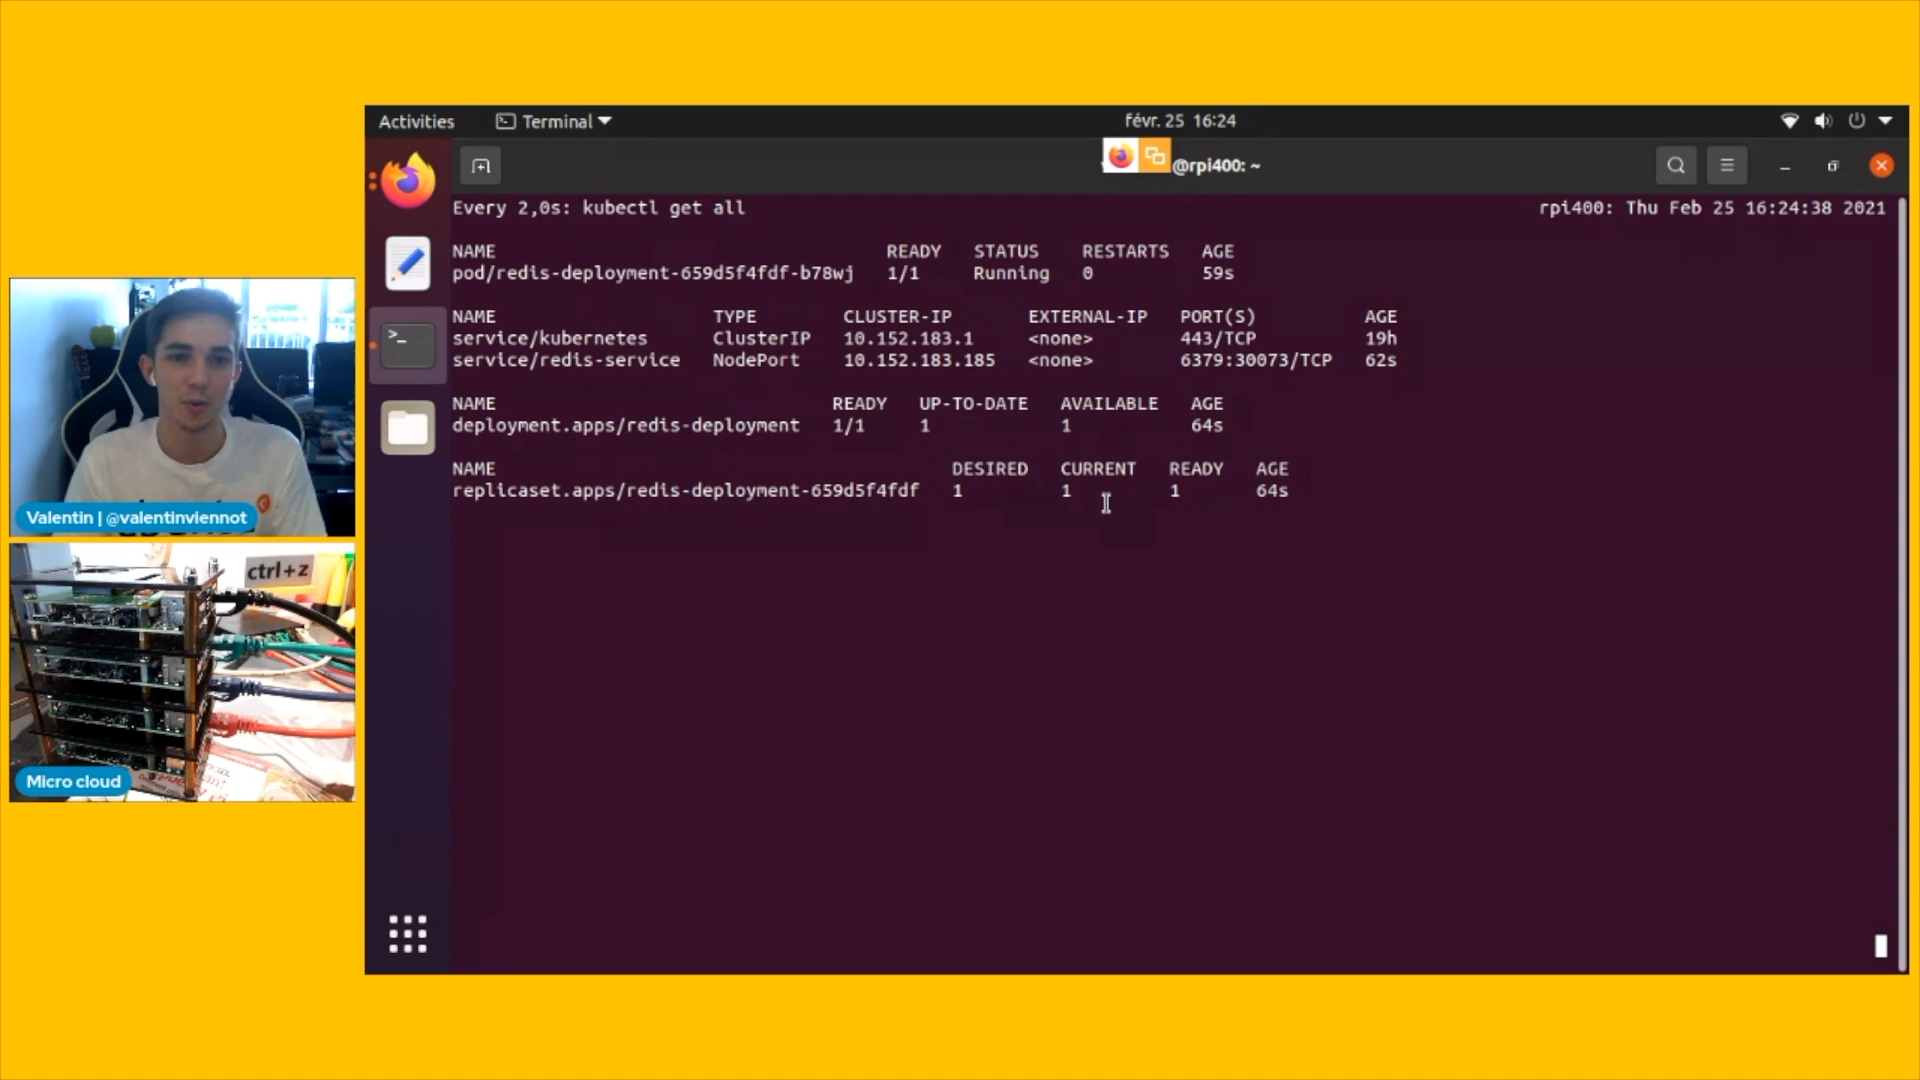 Activities Terminal févr. 25 16:24
@rpi400: ~
Every 2,0s: kubectl get all rpi400: Thu Feb 25 16:24:38 2021
NAME READY STATUS RESTARTS AGE
pod/redis-deployment-659d5f4fdf-b78wj 1/1 Running 0 59s
NAME TYPE CLUSTER-IP EXTERNAL-IP PORT(S) AGE
service/kubernetes ClusterIP 10.152.183.1 <none> 443/TCP 19h
service/redis-service NodePort 10.152.183.185 <none> 6379:30073/TCP 62s
NAME READY UP-TO-DATE AVAILABLE AGE
deployment.apps/redis-deployment 1/1 1 1 64s
NAME DESIRED CURRENT READY AGE
replicaset.apps/redis-deployment-659d5f4fdf 1 1 1 64s
Valentin | @valentinviennot
ctrl+z
Micro cloud